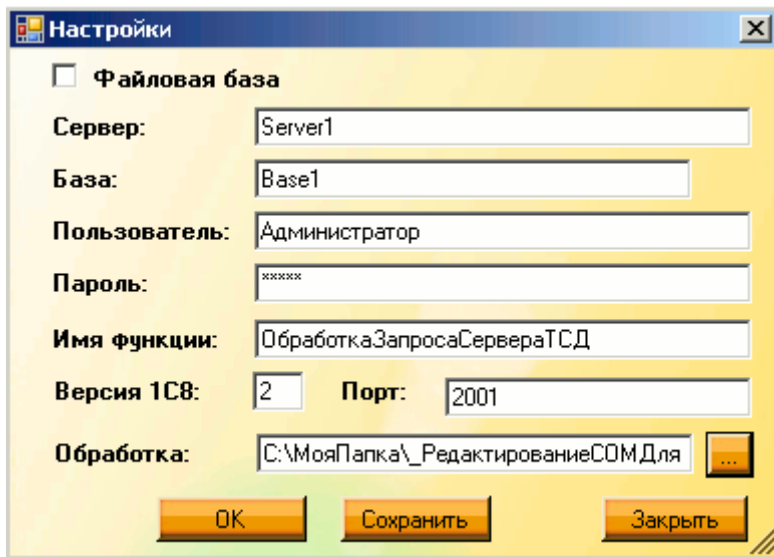 Настройки
Файловая база
Сервер: Server1
База: Base1
Пользователь: Администратор
Пароль: *****
Имя функции: ОбработкаЗапросаСервераТСД
Версия 1С8: 2 Порт: 2001
Обработка: C:\МояПапка\_РедактированиеCOMДля ...
OK Сохранить Закрыть